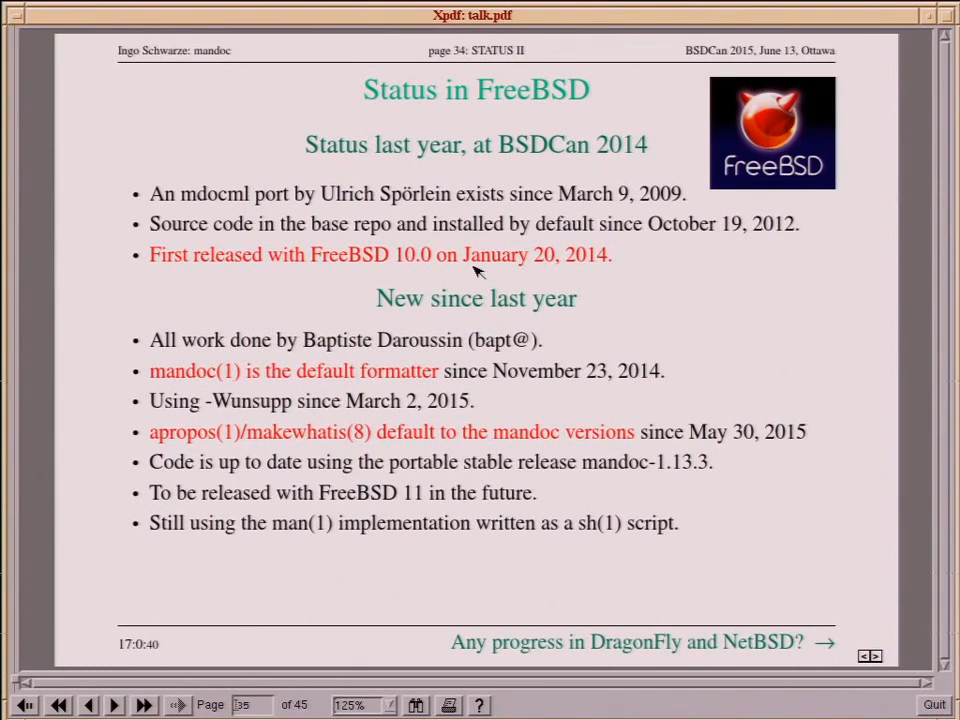 Xpdf: talk.pdf
Ingo Schwarze: mandoc page 34: STATUS II BSDCan 2015, June 13, Ottawa
Status in FreeBSD
Status last year, at BSDCan 2014
FreeBSD
• An mdocml port by Ulrich Spörlein exists since March 9, 2009.
• Source code in the base repo and installed by default since October 19, 2012.
• First released with FreeBSD 10.0 on January 20, 2014.
New since last year
• All work done by Baptiste Daroussin (bapt@).
• mandoc(1) is the default formatter since November 23, 2014.
• Using -Wunsupp since March 2, 2015.
• apropos(1)/makewhatis(8) default to the mandoc versions since May 30, 2015
• Code is up to date using the portable stable release mandoc-1.13.3.
• To be released with FreeBSD 11 in the future.
• Still using the man(1) implementation written as a sh(1) script.
17:0:40 Any progress in DragonFly and NetBSD? →
<>
Page 35 of 45 125% ? Quit